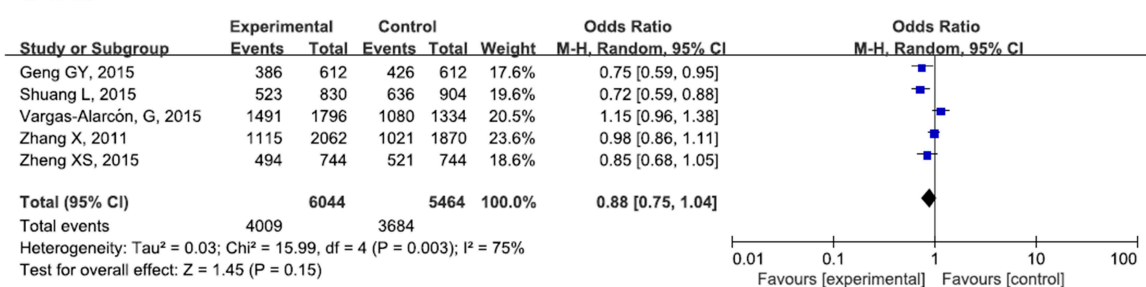 Experimental Control Odds Ratio Odds Ratio
Study or Subgroup Events Total Events Total Weight M-H, Random, 95% CI M-H, Random, 95% CI
Geng GY, 2015 386 612 426 612 17.6% 0.75 [0.59, 0.95]
Shuang L, 2015 523 830 636 904 19.6% 0.72 [0.59, 0.88]
Vargas-Alarcón, G, 2015 1491 1796 1080 1334 20.5% 1.15 [0.96, 1.38]
Zhang X, 2011 1115 2062 1021 1870 23.6% 0.98 [0.86, 1.11]
Zheng XS, 2015 494 744 521 744 18.6% 0.85 [0.68, 1.05]
Total (95% CI) 6044 5464 100.0% 0.88 [0.75, 1.04]
Total events 4009 3684
Heterogeneity: Tau² = 0.03; Chi² = 15.99, df = 4 (P = 0.003); I² = 75%
Test for overall effect: Z = 1.45 (P = 0.15)
0.01 0.1 1 10 100
Favours [experimental] Favours [control]